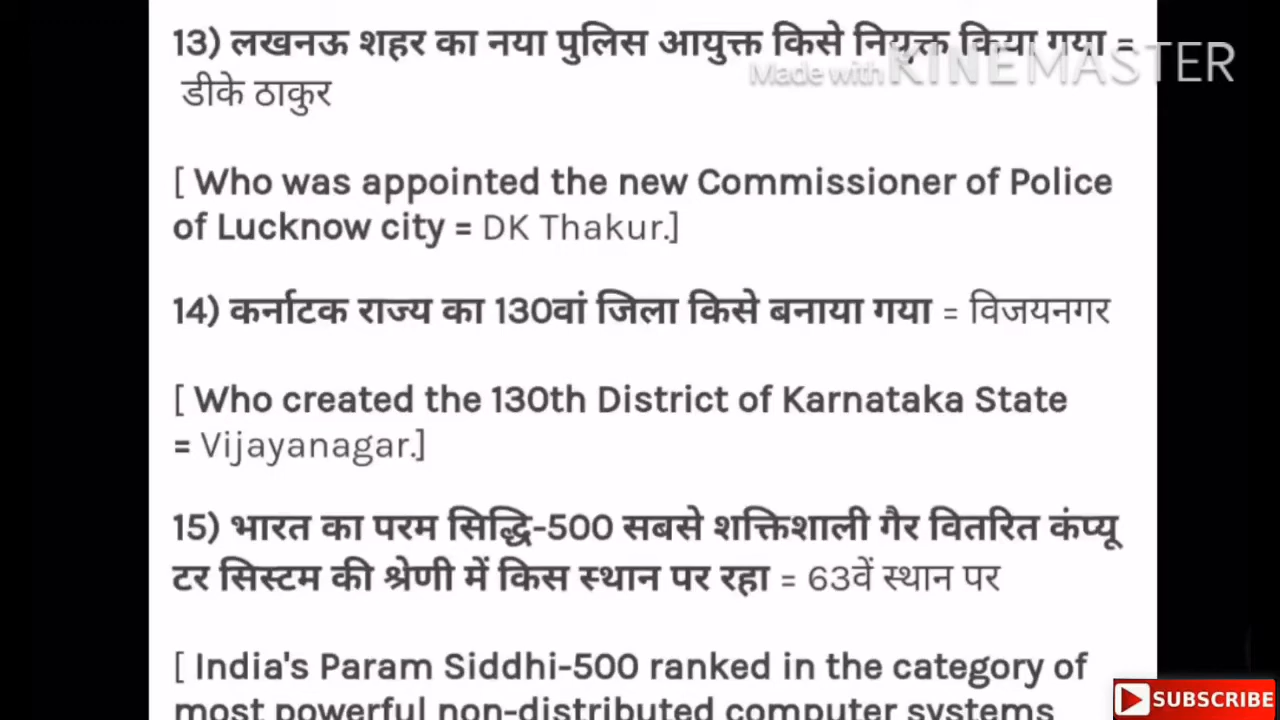 13) लखनऊ शहर का नया पुलिस आयुक्त किसे नियुक्त किया गया =
Made with KINEMASTER
डीके ठाकुर
[ Who was appointed the new Commissioner of Police
of Lucknow city = DK Thakur.]
14) कर्नाटक राज्य का 130वां जिला किसे बनाया गया = विजयनगर
[ Who created the 130th District of Karnataka State
= Vijayanagar.]
15) भारत का परम सिद्धि-500 सबसे शक्तिशाली गैर वितरित कंप्यू
टर सिस्टम की श्रेणी में किस स्थान पर रहा = 63वें स्थान पर
[ India's Param Siddhi-500 ranked in the category of
most powerful non-distributed computer systems
SUBSCRIBE